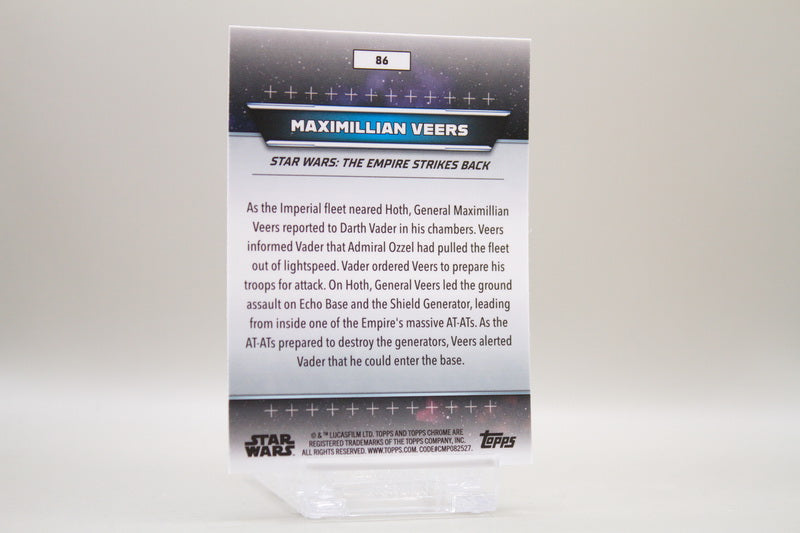 86
MAXIMILLIAN VEERS
STAR WARS: THE EMPIRE STRIKES BACK
As the Imperial fleet neared Hoth, General Maximillian
Veers reported to Darth Vader in his chambers. Veers
informed Vader that Admiral Ozzel had pulled the fleet
out of lightspeed. Vader ordered Veers to prepare his
troops for attack. On Hoth, General Veers led the ground
assault on Echo Base and the Shield Generator, leading
from inside one of the Empire's massive AT-ATs. As the
AT-ATs prepared to destroy the generators, Veers alerted
Vader that he could enter the base.
STAR
WARS
© & ™ LUCASFILM LTD. TOPPS AND TOPPS CHROME ARE
REGISTERED TRADEMARKS OF THE TOPPS COMPANY, INC.
ALL RIGHTS RESERVED. WWW.TOPPS.COM. CODE#CMP082527.
Topps